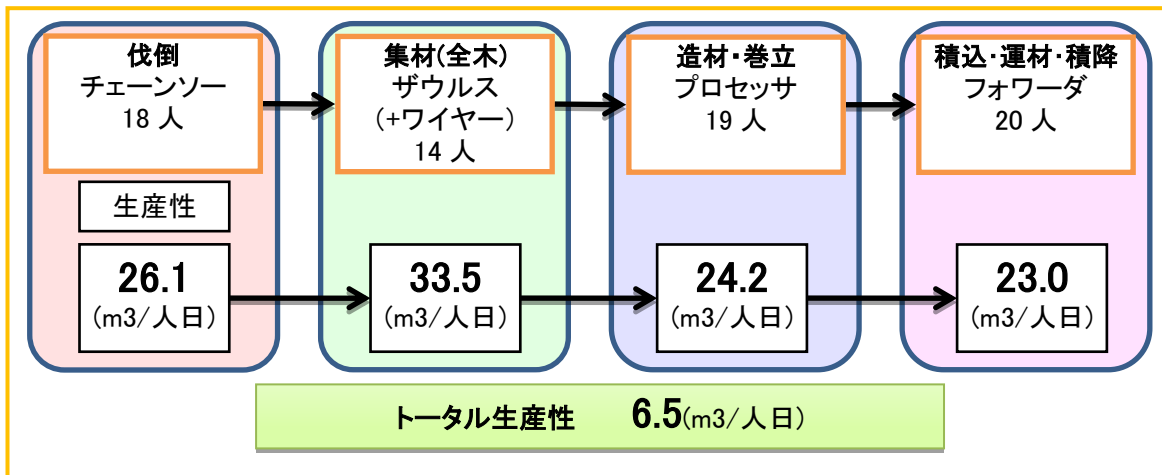 伐倒
チェーンソー
18 人
集材(全木)
ザウルス
(+ワイヤー)
14 人
造材・巻立
プロセッサ
19 人
積込・運材・積降
フォワーダ
20 人
生産性
26.1
(m3/人日)
33.5
(m3/人日)
24.2
(m3/人日)
23.0
(m3/人日)
トータル生産性 6.5(m3/人日)